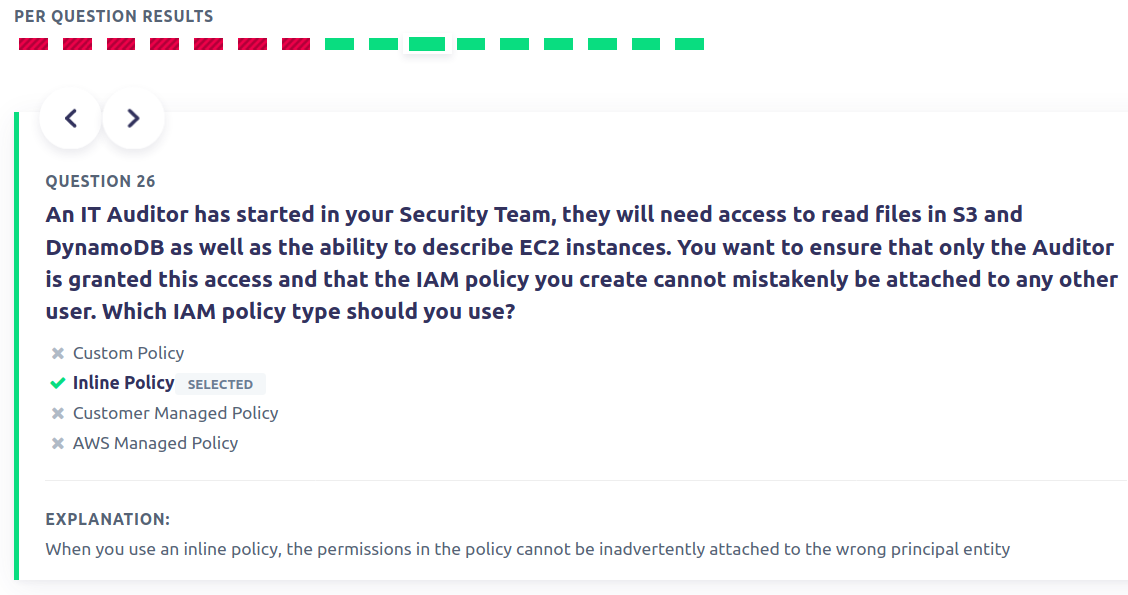 PER QUESTION RESULTS
QUESTION 26
An IT Auditor has started in your Security Team, they will need access to read files in S3 and
DynamoDB as well as the ability to describe EC2 instances. You want to ensure that only the Auditor
is granted this access and that the IAM policy you create cannot mistakenly be attached to any other
user. Which IAM policy type should you use?
Custom Policy
Inline Policy SELECTED
Customer Managed Policy
AWS Managed Policy
EXPLANATION:
When you use an inline policy, the permissions in the policy cannot be inadvertently attached to the wrong principal entity